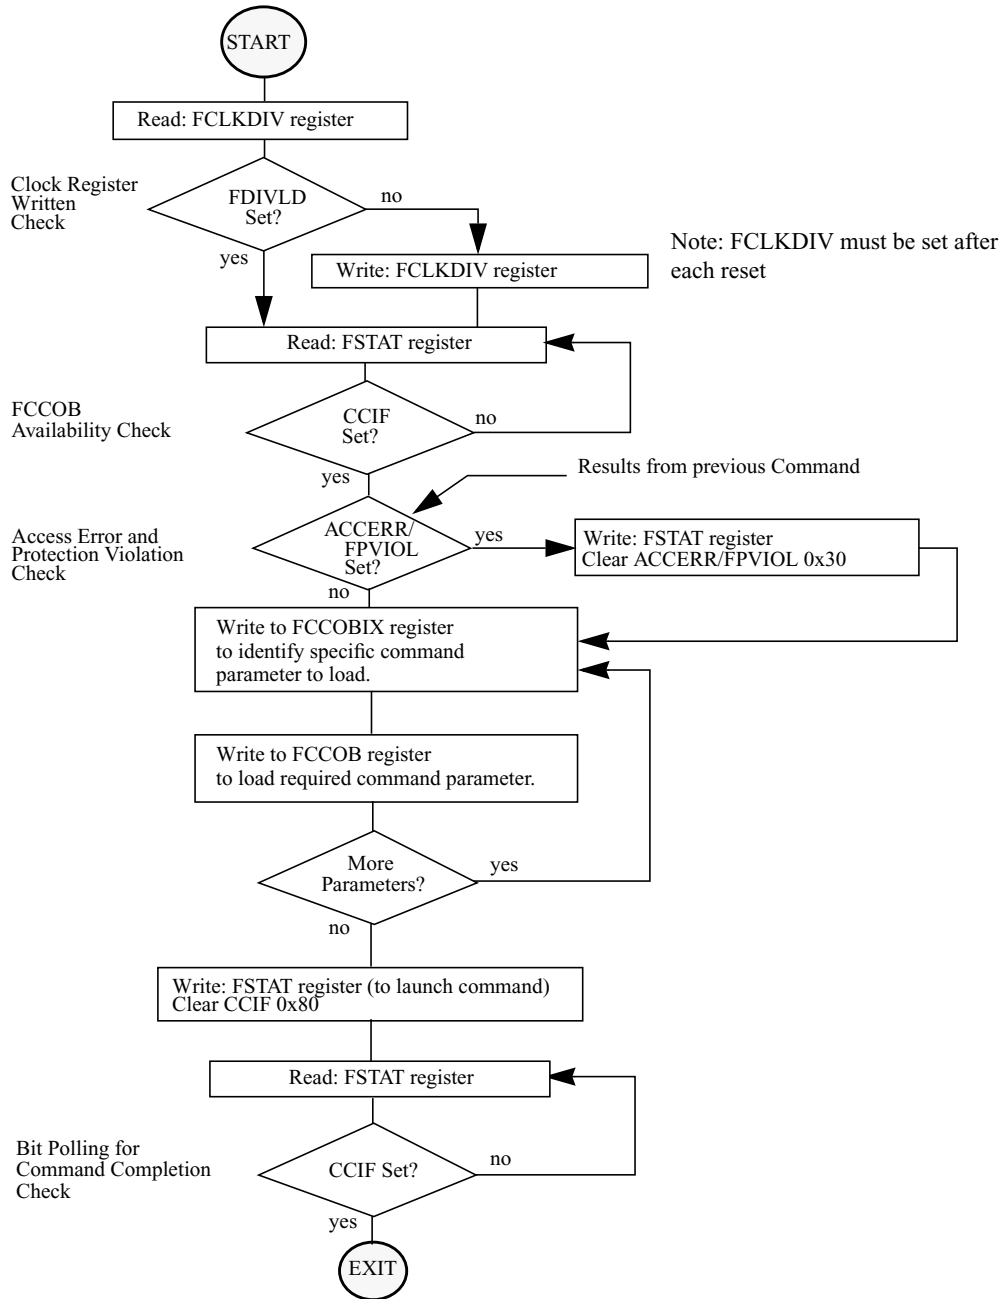 START
Read: FCLKDIV register
Clock Register
Written
Check
FDIVLD
Set?
no
yes
Write: FCLKDIV register
Note: FCLKDIV must be set after
each reset
Read: FSTAT register
FCCOB
Availability Check
CCIF
Set?
no
yes
Results from previous Command
Access Error and
Protection Violation
Check
ACCERR/
FPVIOL
Set?
yes
no
Write: FSTAT register
Clear ACCERR/FPVIOL 0x30
Write to FCCOBIX register
to identify specific command
parameter to load.
Write to FCCOB register
to load required command parameter.
More
Parameters?
yes
no
Write: FSTAT register (to launch command)
Clear CCIF 0x80
Read: FSTAT register
Bit Polling for
Command Completion
Check
CCIF Set?
no
yes
EXIT